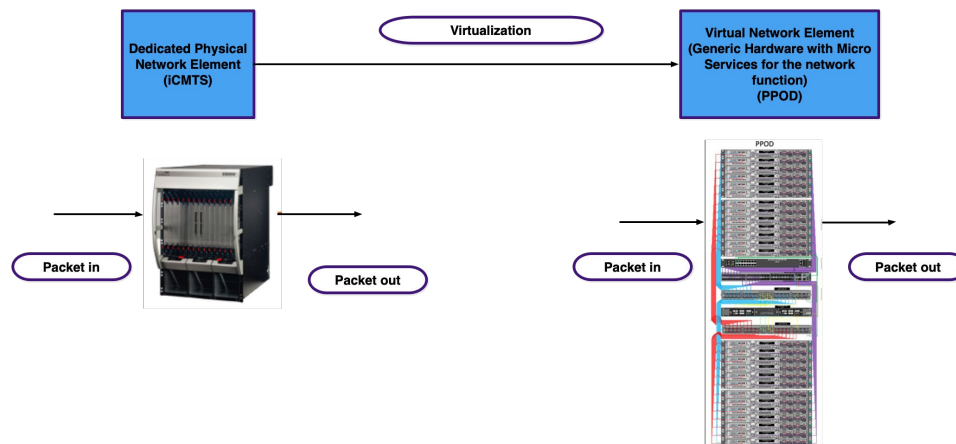 Dedicated Physical
Network Element
(iCMTS)
Virtualization
Virtual Network Element
(Generic Hardware with Micro
Services for the network
function)
(PPOD)
PPOD
Packet in
Packet out
Packet in
Packet out